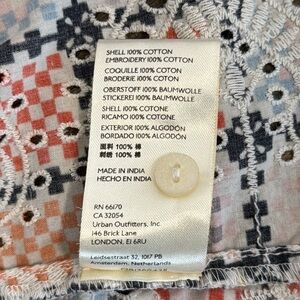 SHELL 100% COTTON
EMBROIDERY 100% COTTON
COQUILLE 100% COTON
BRODERIE 100% COTON
OBERSTOFF 100% BAUMWOLLE
STICKEREI 100% BAUMWOLLE
SHELL 100% COTONE
RICAMO 100% COTONE
EXTERIOR 100% ALGODÓN
BORDADO 100% ALGODÓN
面料 100% 棉
刺绣 100% 棉
MADE IN INDIA
HECHO EN INDIA
RN 66170
CA 32054
Urban Outfitters, Inc
146 Brick Lane
LONDON, E1 6RU
Leidsestraat 32, 1017 PB
Amsterdam, Netherlands